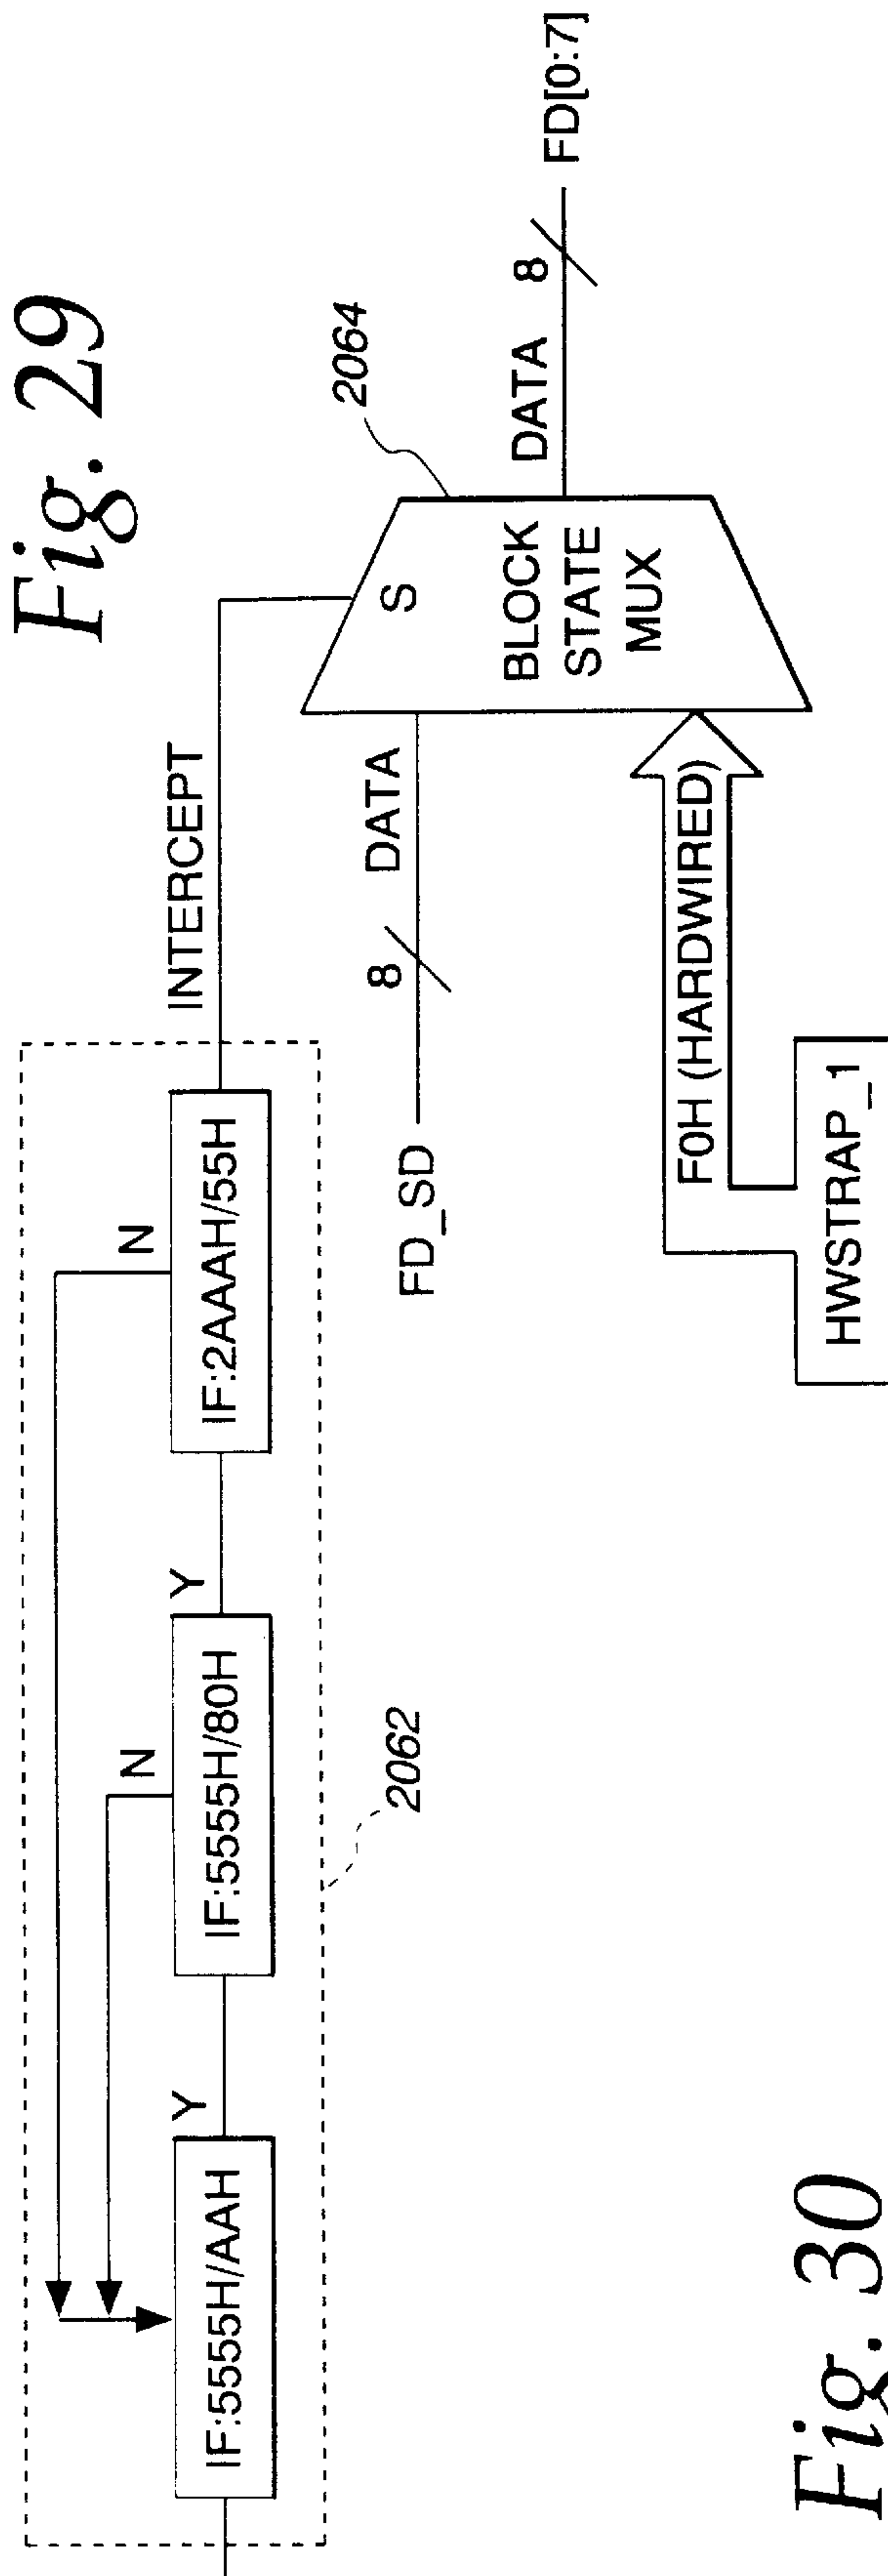 Fig. 29
N
N
IF:5555H/AAH
Y
IF:5555H/80H
Y
IF:2AAAH/55H
INTERCEPT
2062
2064
FD_SD
8
DATA
S
BLOCK
STATE
MUX
DATA
8
FD[0:7]
F0H (HARDWIRED)
HWSTRAP_1
Fig. 30